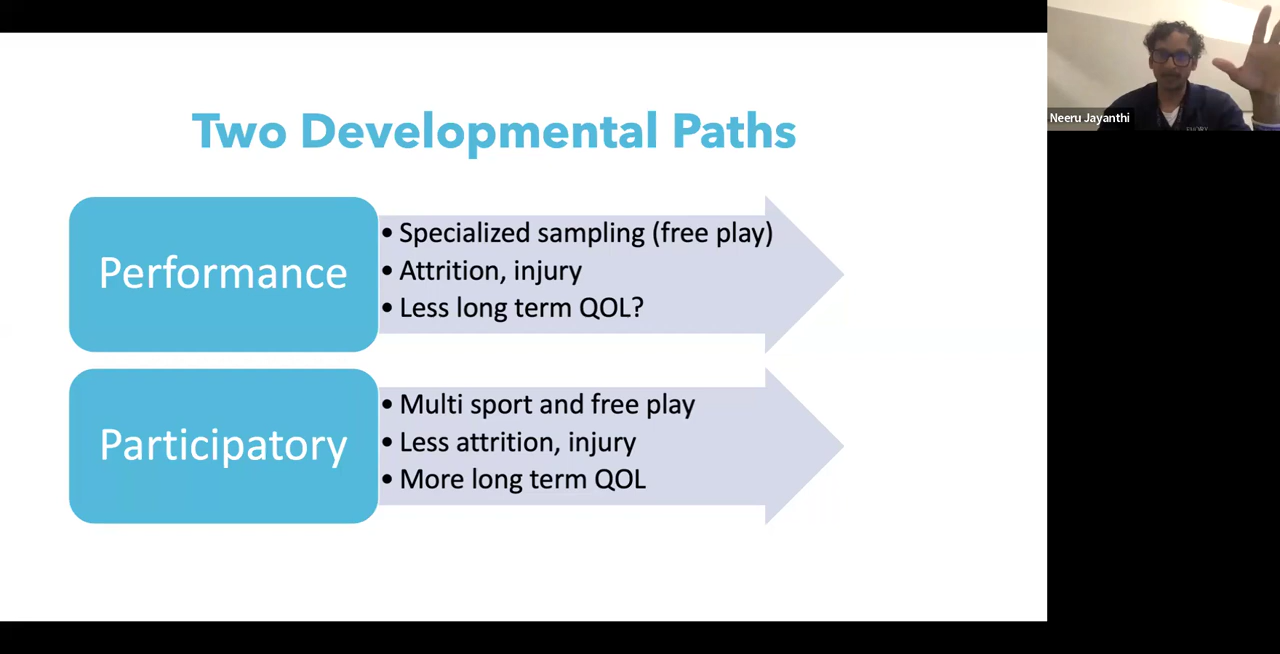 Two Developmental Paths
Performance
• Specialized sampling (free play)
• Attrition, injury
• Less long term QOL?
Participatory
• Multi sport and free play
• Less attrition, injury
• More long term QOL
Neeru Jayanthi